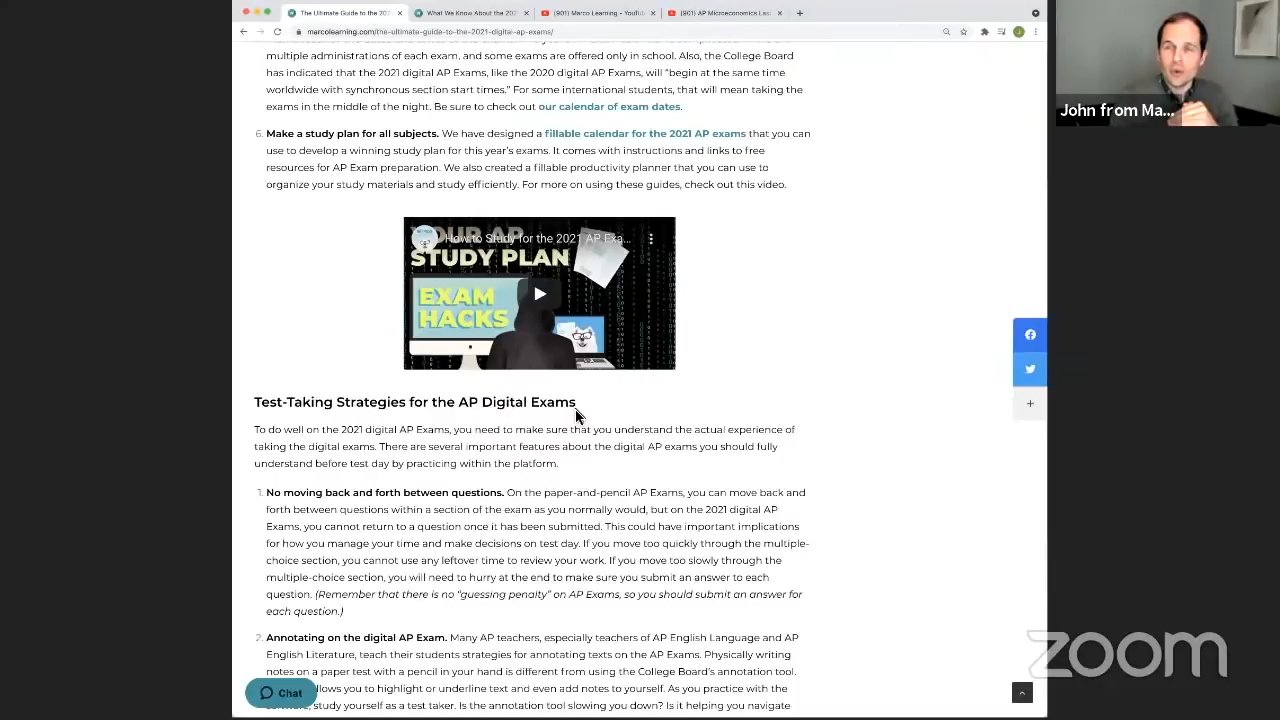 The Ultimate Guide to the 202
What We Know About the 202
(901) Marco Learning – YouTu
(901) AP Microeconomics Las
marcolearning.com/the-ultimate-guide-to-the-2021-digital-ap-exams/
John from Ma...
multiple administrations of each exam, and some exams are offered only in school. Also, the College Board
has indicated that the 2021 digital AP Exams, like the 2020 digital AP Exams, will “begin at the same time
worldwide with synchronous section start times.” For some international students, that will mean taking the
exams in the middle of the night. Be sure to check out our calendar of exam dates.
6. Make a study plan for all subjects. We have designed a fillable calendar for the 2021 AP exams that you can
use to develop a winning study plan for this year’s exams. It comes with instructions and links to free
resources for AP Exam preparation. We also created a fillable productivity planner that you can use to
organize your study materials and study efficiently. For more on using these guides, check out this video.
YOUR AP
How to Study for the 2021 AP Exa...
STUDY PLAN
EXAM
HACKS
Test-Taking Strategies for the AP Digital Exams
To do well on the 2021 digital AP Exams, you need to make sure that you understand the actual experience of
taking the digital exams. There are several important features about the digital AP exams you should fully
understand before test day by practicing within the platform.
1. No moving back and forth between questions. On the paper-and-pencil AP Exams, you can move back and
forth between questions within a section of the exam as you normally would, but on the 2021 digital AP
Exams, you cannot return to a question once it has been submitted. This could have important implications
for how you manage your time and make decisions on test day. If you move too quickly through the multiple-
choice section, you cannot use any leftover time to review your work. If you move too slowly through the
multiple-choice section, you will need to hurry at the end to make sure you submit an answer to each
question. (Remember that there is no “guessing penalty” on AP Exams, so you should submit an answer for
each question.)
2. Annotating on the digital AP Exam. Many AP teachers, especially teachers of AP English Language and AP
English Literature, teach their students strategies for annotating texts on the AP Exams. Physically writing
notes on a paper test with a pencil in your hand is different from using the College Board’s annotation tool.
llows you to highlight or underline text and even add notes to yourself. As you practice with the
Chat
study yourself as a test taker. Is the annotation tool slowing you down? Is it helping you navigate
zoom